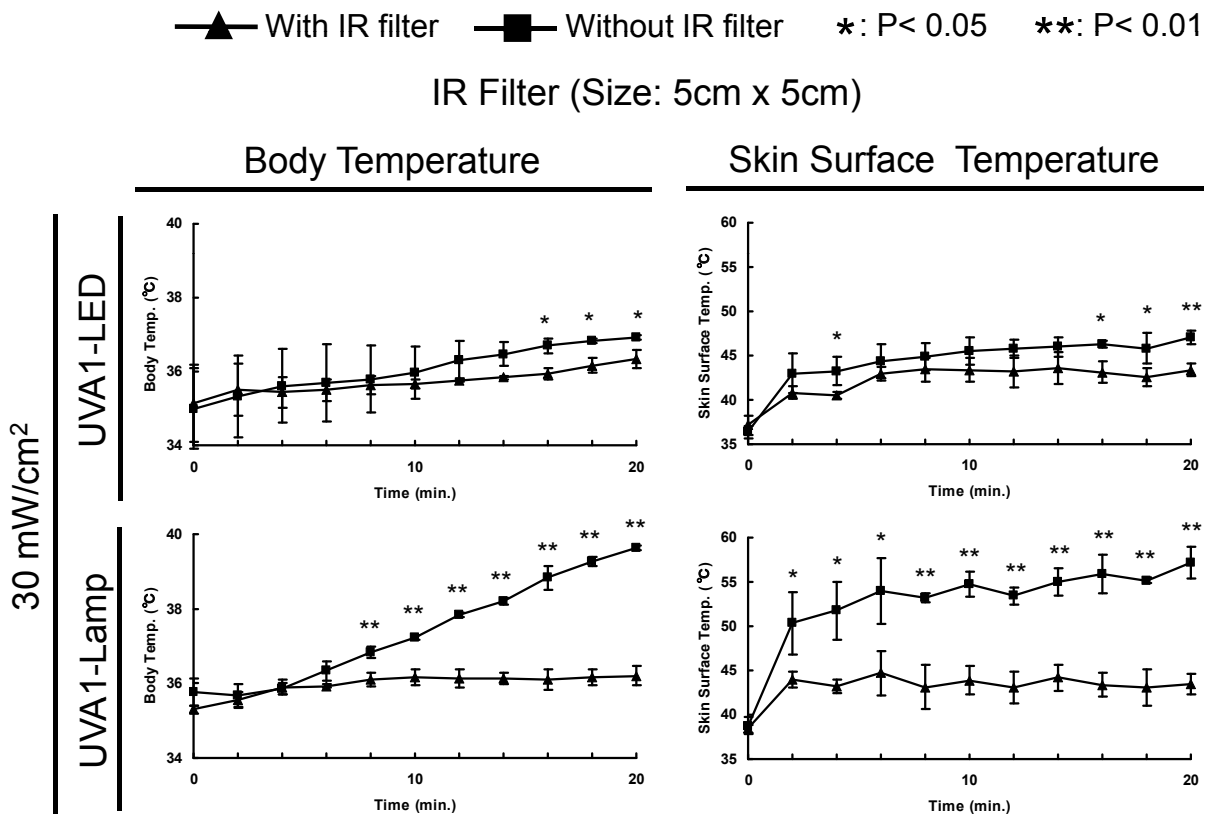 With IR filter Without IR filter *: P< 0.05 **: P< 0.01
IR Filter (Size: 5cm x 5cm)
Body Temperature Skin Surface Temperature
30 mW/cm²
UVA1-LED
40
38
36
34
Body Temp. (℃)
* * *
0 10 20
Time (min.)
60
55
50
45
40
35
Skin Surface Temp. (℃)
* * * **
0 10 20
Time (min.)
UVA1-Lamp
40
38
36
34
Body Temp. (℃)
** ** ** ** ** ** **
0 10 20
Time (min.)
60
55
50
45
40
35
Skin Surface Temp. (℃)
* * * ** ** ** ** ** ** **
0 10 20
Time (min.)